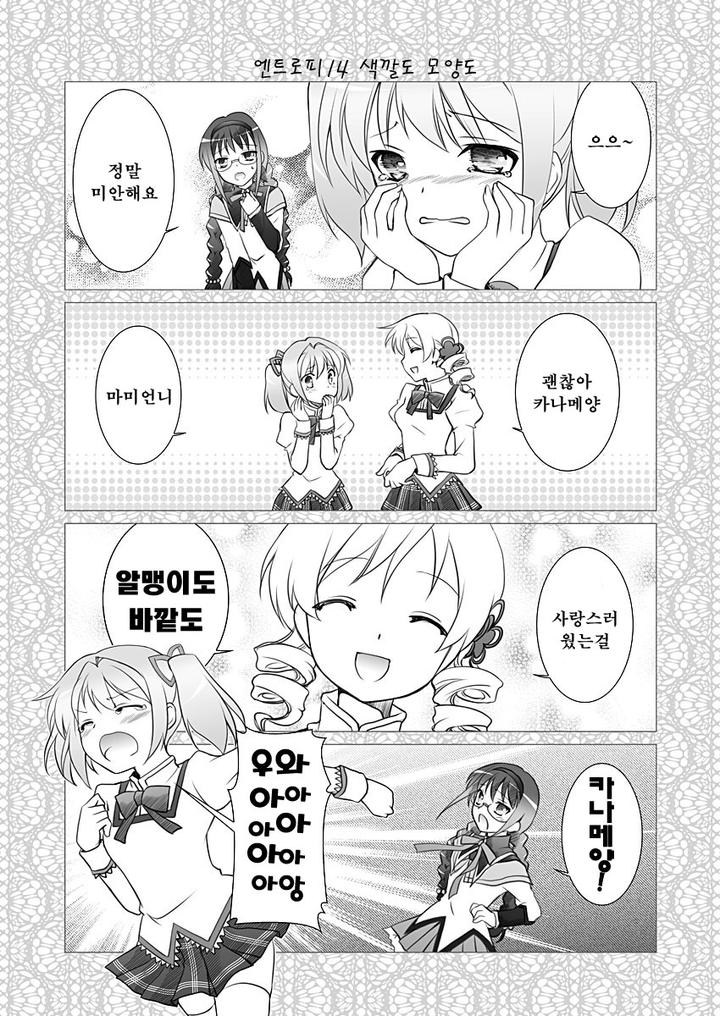 엔트로피/4 색깔도 모양도
으으~
정말
미안해요
괜찮아
카나메양
마미언니
사랑스러
웠는걸
알맹이도
바깥도
카나메양!
우와
아아
아아
아아
아앙